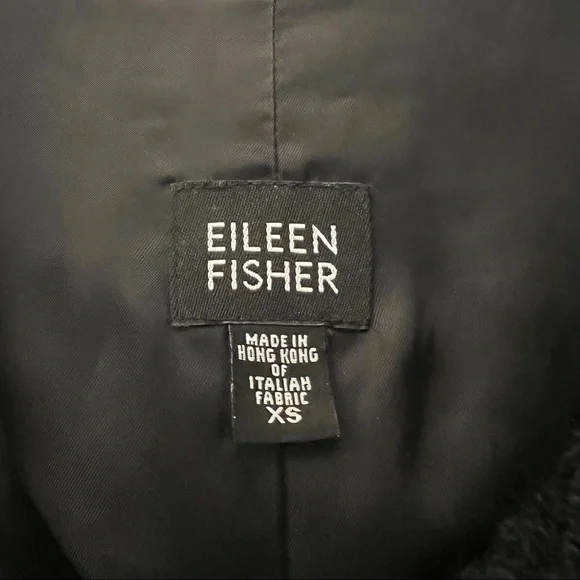 EILEEN
FISHER
MADE IN
HONG KONG
OF
ITALIAN
FABRIC
XS